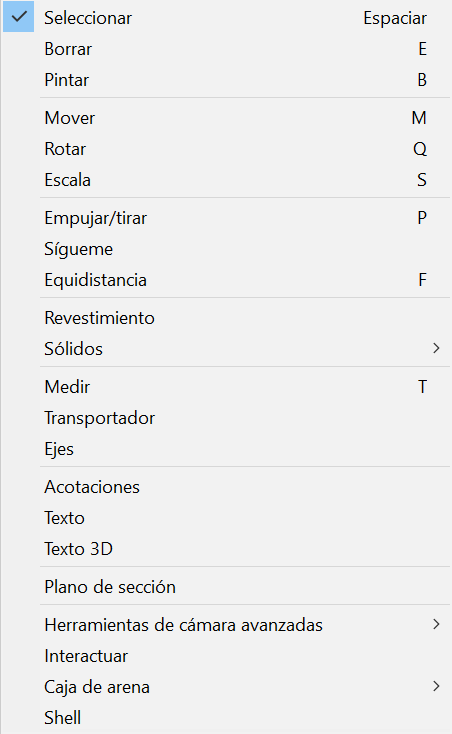 Seleccionar Espaciar
Borrar E
Pintar B
Mover M
Rotar Q
Escala S
Empujar/tirar P
Sígueme
Equidistancia F
Revestimiento
Sólidos
Medir T
Transportador
Ejes
Acotaciones
Texto
Texto 3D
Plano de sección
Herramientas de cámara avanzadas
Interactuar
Caja de arena
Shell